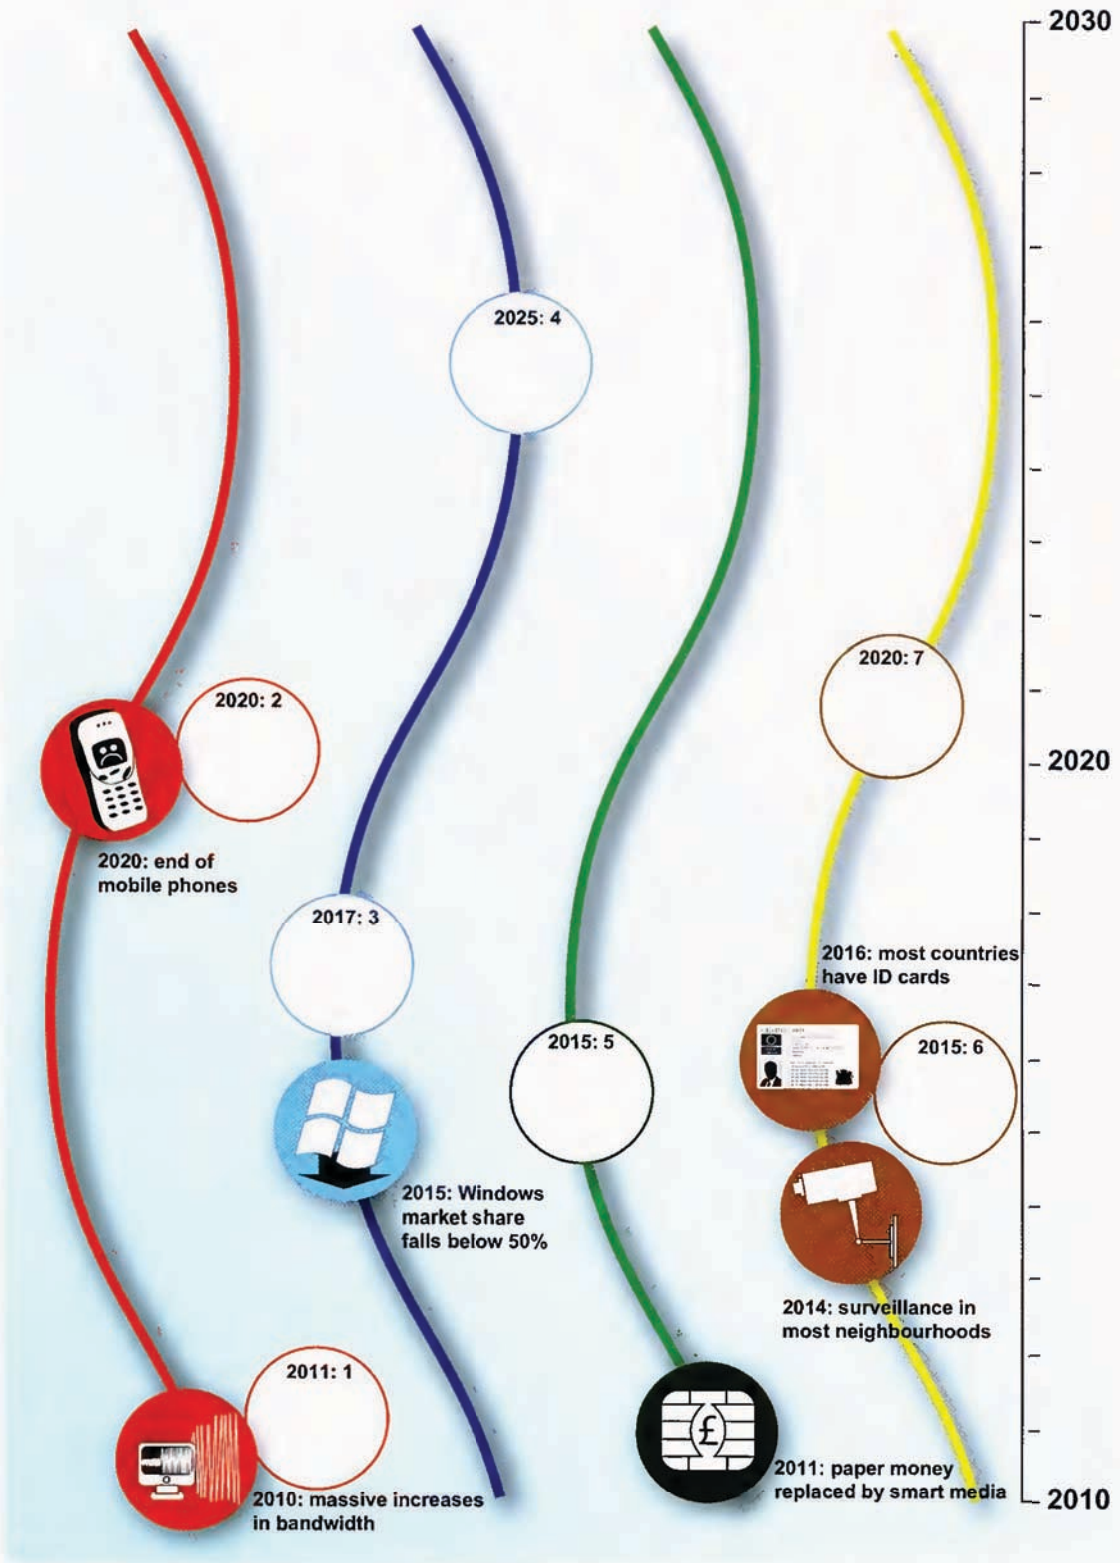 2030
2025: 4
2020: 7
2020: 2
2020
2020: end of
mobile phones
2017: 3
2016: most countries
have ID cards
2015: 5
2015: 6
2015: Windows
market share
falls below 50%
2014: surveillance in
most neighbourhoods
2011: 1
£
2011: paper money
replaced by smart media
2010: massive increases
in bandwidth
2010